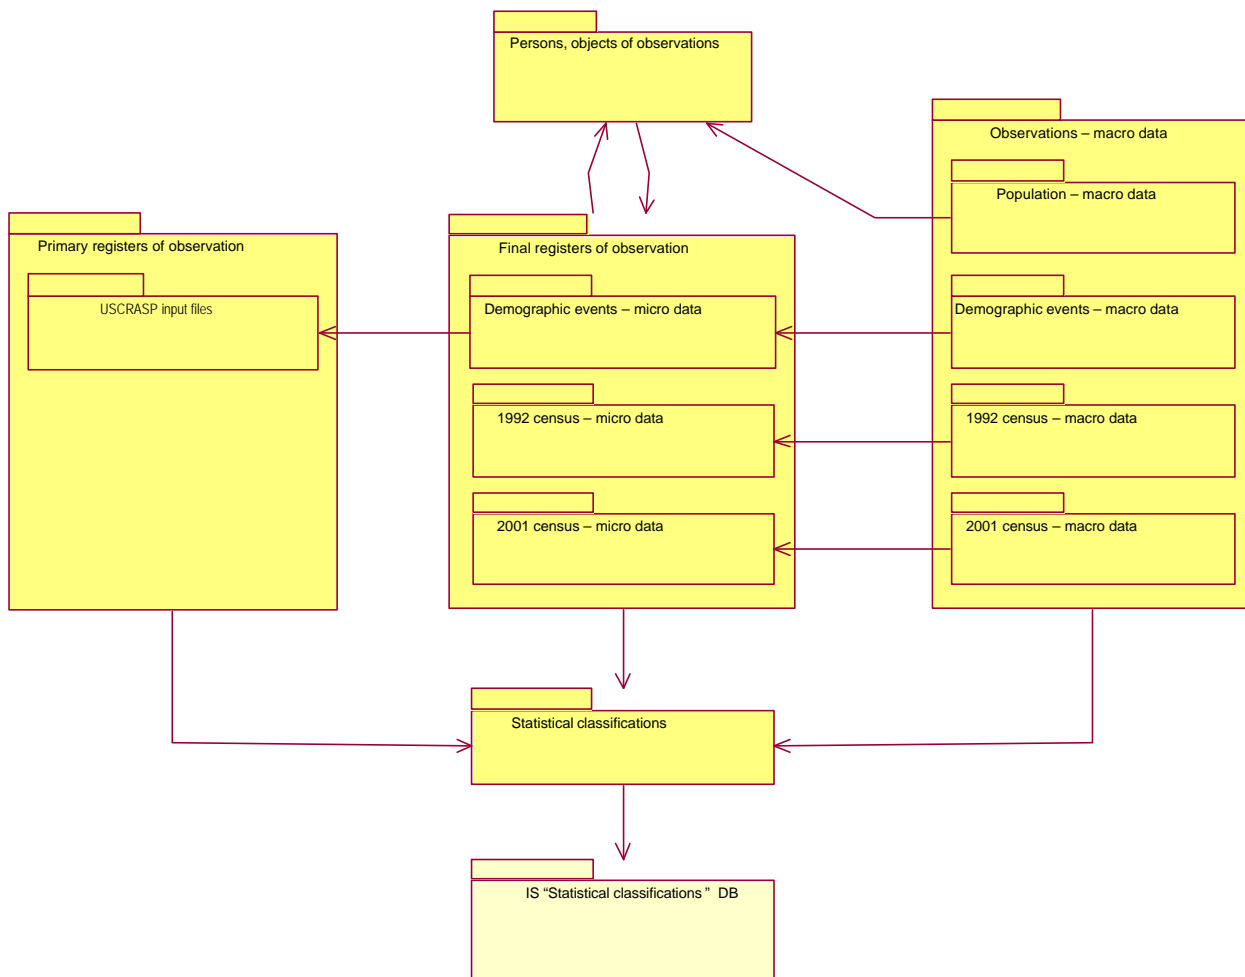 Persons, objects of observations
Observations – macro data
Population – macro data
Primary registers of observation
Final registers of observation
USCRASP input files
Demographic events – micro data
Demographic events – macro data
1992 census – micro data
1992 census – macro data
2001 census – micro data
2001 census – macro data
Statistical classifications
IS “Statistical classifications ” DB